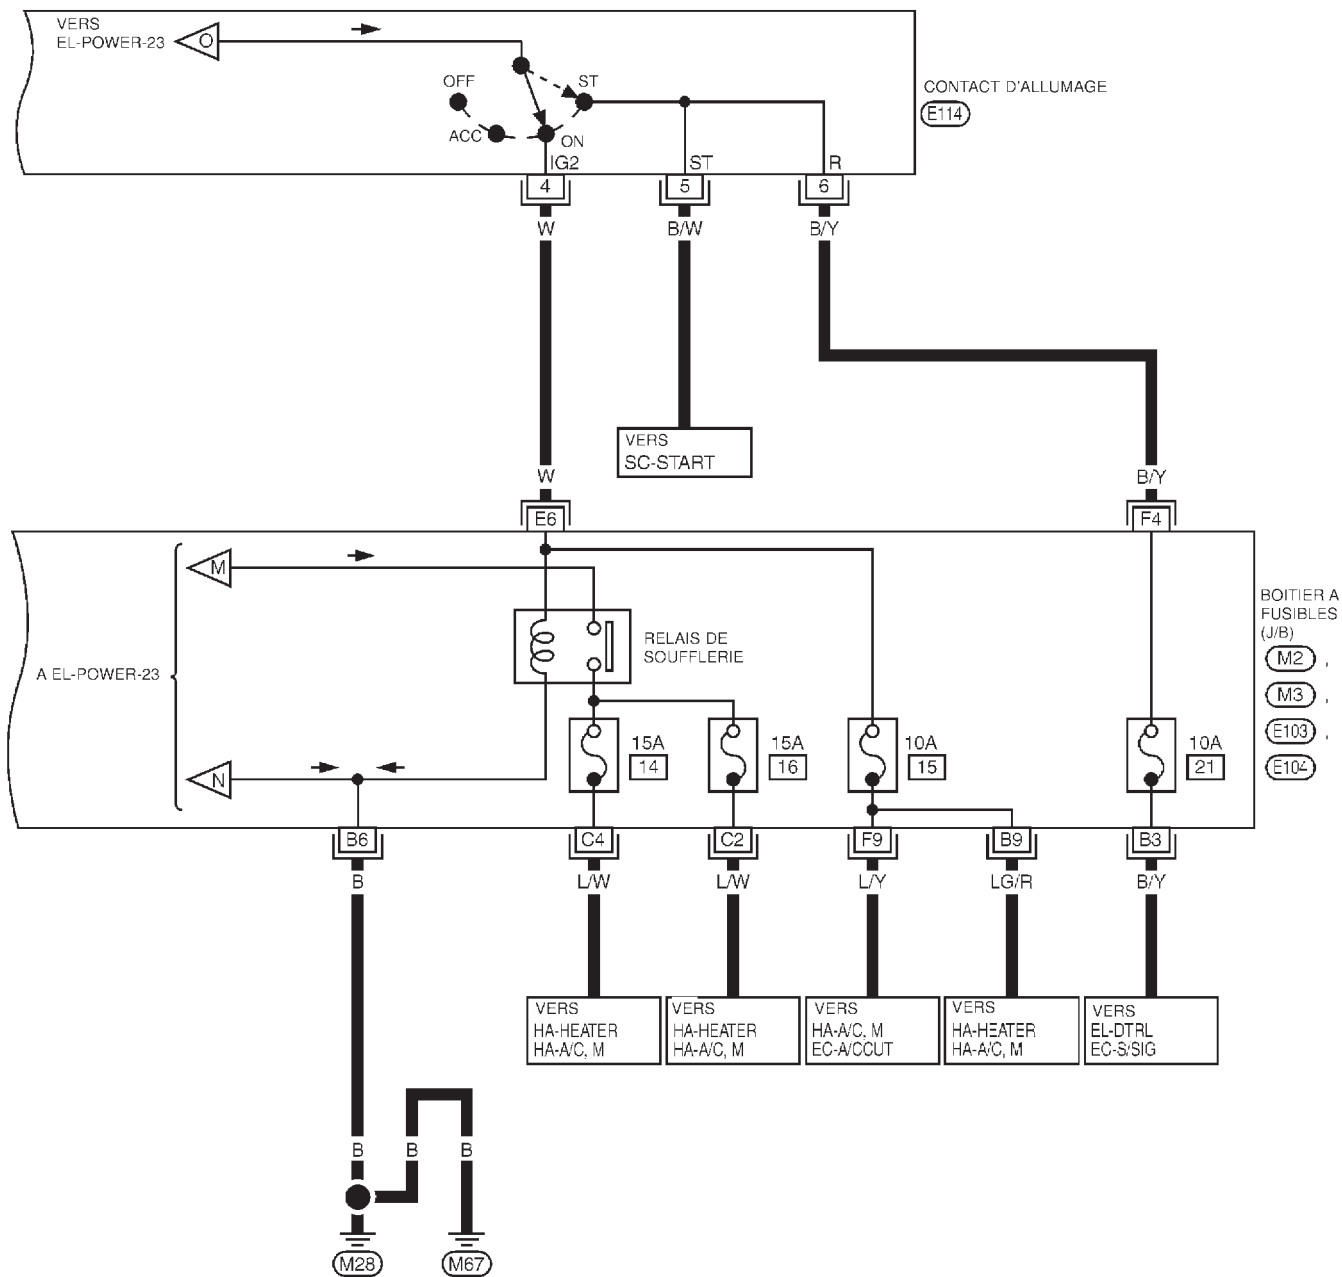 VERS
EL-POWER-23
O
OFF
ACC
ON
ST
IG2
ST
R
4
5
6
CONTACT D'ALLUMAGE
E114
W
B/W
B/Y
VERS
SC-START
W
B/Y
E6
F4
M
A EL-POWER-23
N
RELAIS DE
SOUFFLERIE
15A
14
15A
16
10A
15
10A
21
BOITIER A
FUSIBLES
(J/B)
M2 ,
M3 ,
E103 ,
E104
B6
C4
C2
F9
B9
B3
B
L/W
L/W
L/Y
LG/R
B/Y
VERS
HA-HEATER
HA-A/C, M
VERS
HA-HEATER
HA-A/C, M
VERS
HA-A/C, M
EC-A/CCUT
VERS
HA-HEATER
HA-A/C, M
VERS
EL-DTRL
EC-S/SIG
B
B
B
M28
M67